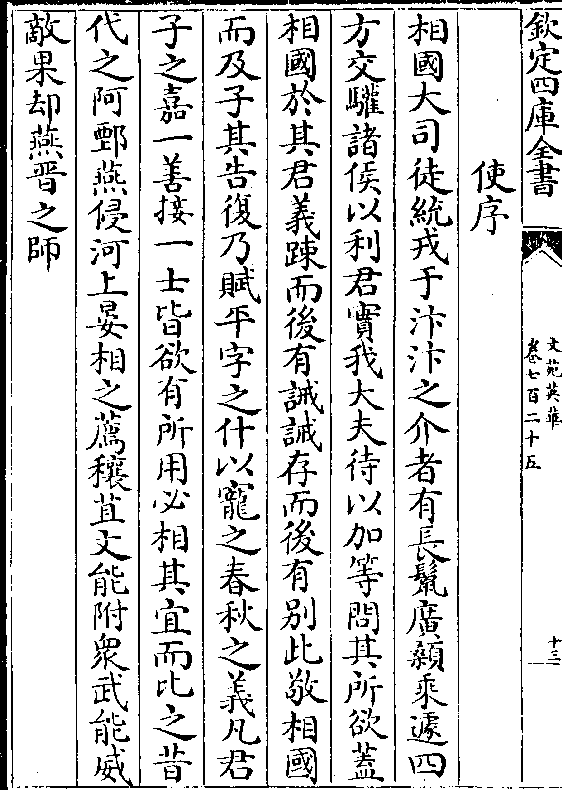 欽定四庫全書
文苑英華
卷七百二十五
十三
使序
相國大司徒統戎于汴汴之介者有長鬣廣顙乘遽四
方交驩諸侯以利君實我大夫待以加等問其所欲蓋
相國於其君義踈而後有誡誡存而後有別此敬相國
而及子其告復乃賦平字之什以寵之春秋之義凡君
子之嘉一善接一士皆欲有所用必相其宜而比之昔
代之阿鄄燕侵河上晏相之薦穰苴文能附衆武能威
敵果却燕晋之師